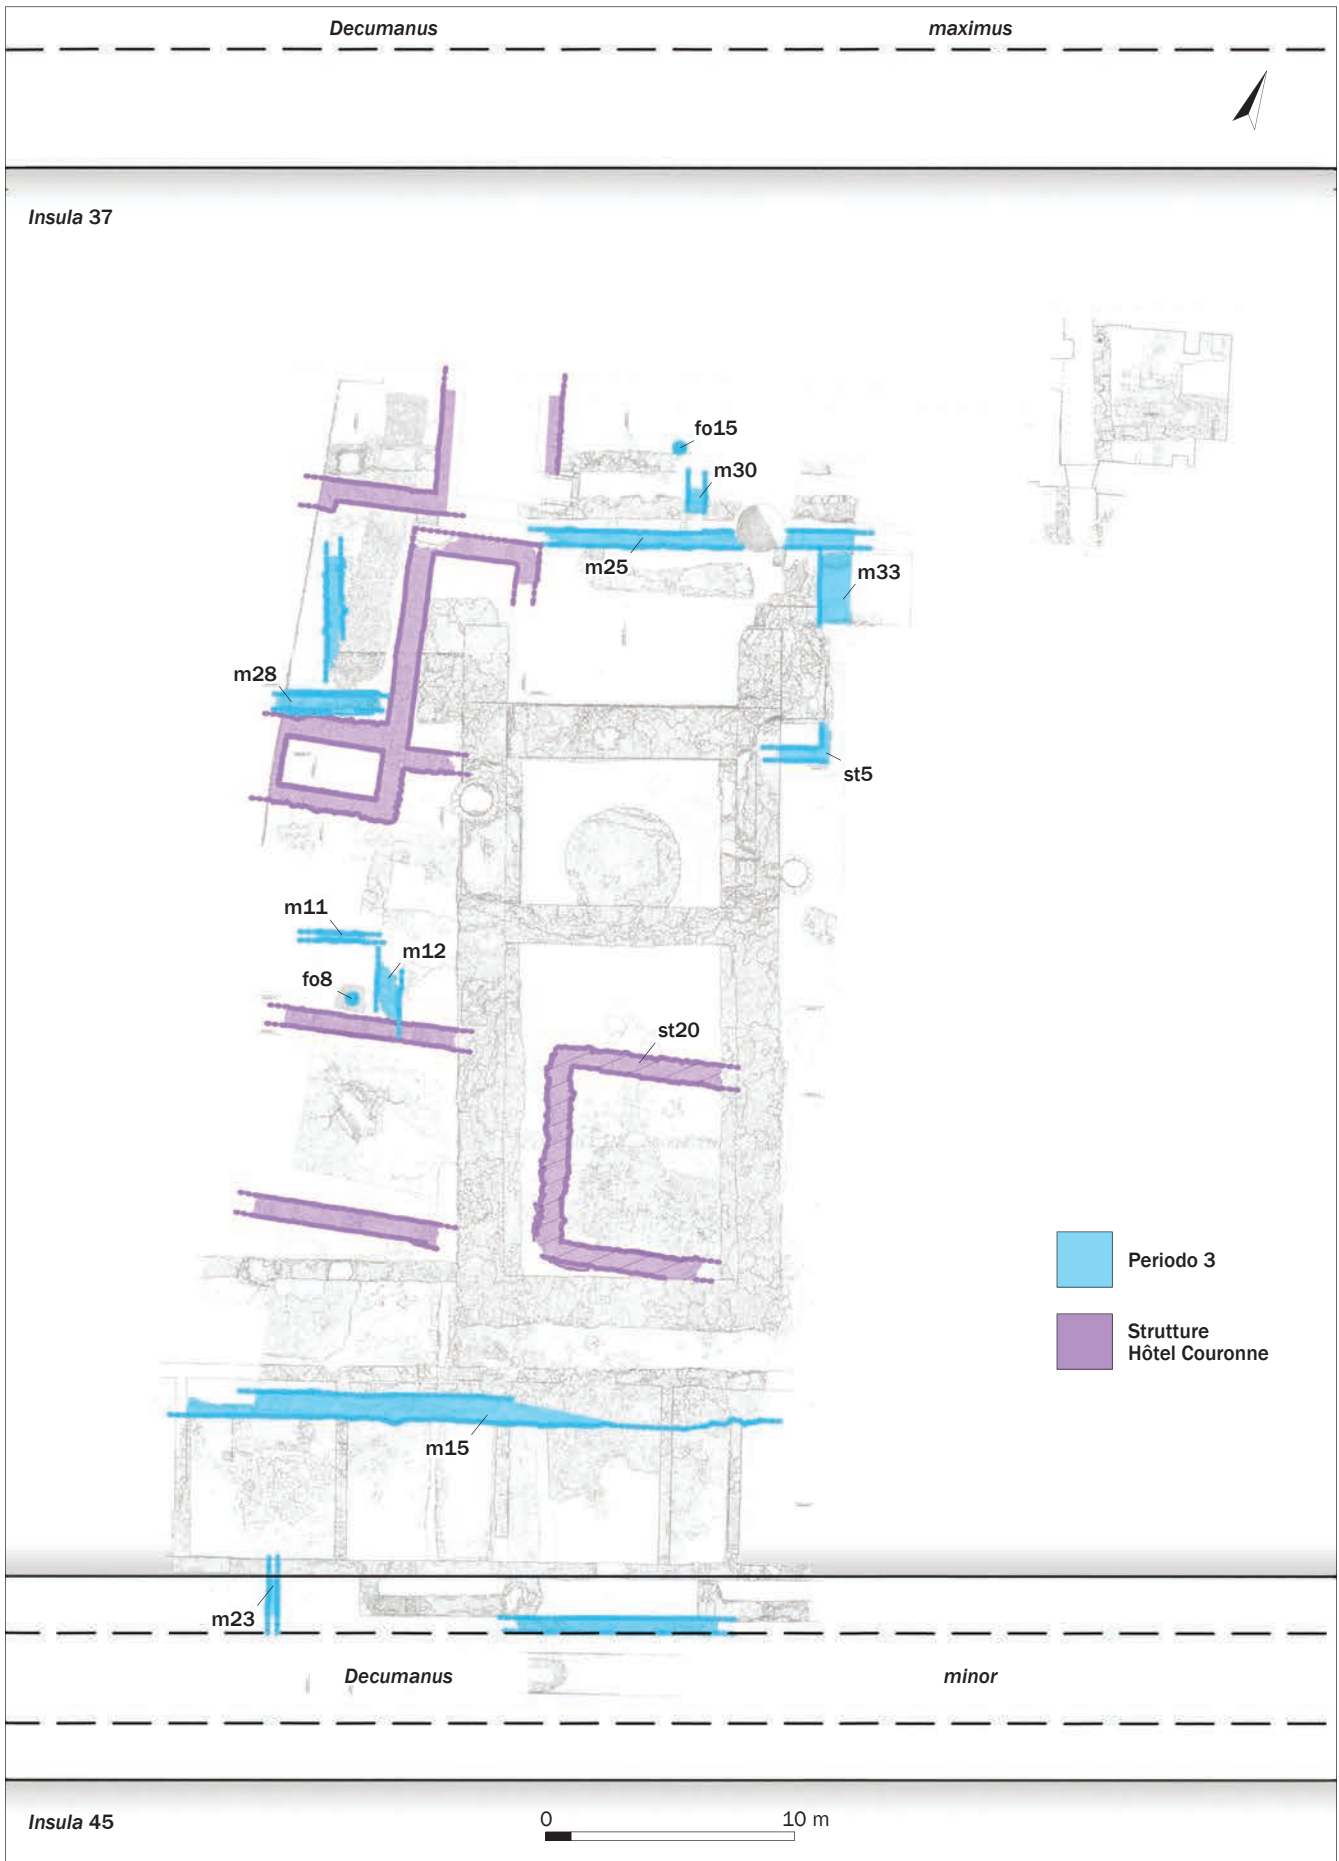 Decumanus maximus
Insula 37
fo15
m30
m25
m33
m28
st5
m11
m12
fo8
st20
Periodo 3
Strutture
Hôtel Couronne
m15
m23
Decumanus minor
Insula 45
0 10 m